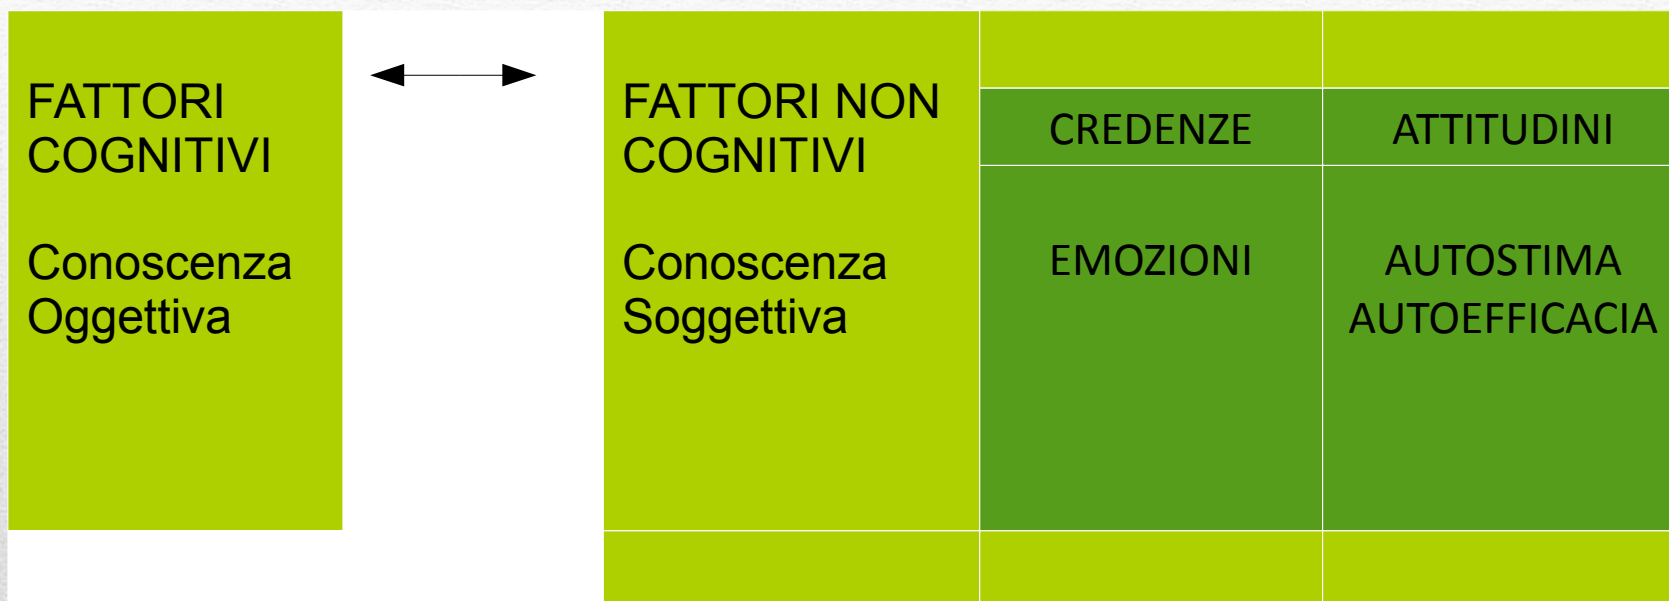 FATTORI
COGNITIVI
Conoscenza
Oggettiva
FATTORI NON
COGNITIVI
Conoscenza
Soggettiva
CREDENZE
ATTITUDINI
EMOZIONI
AUTOSTIMA
AUTOEFFICACIA